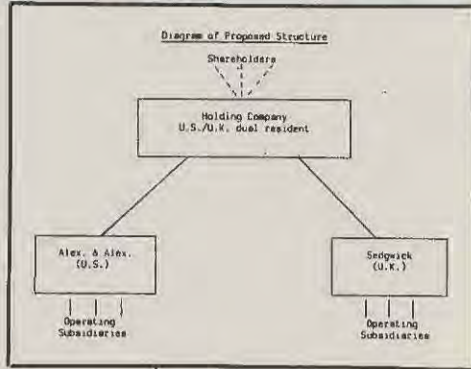 Diagram of Proposed Structure
Shareholders
Holding Company
U.S./U.K. dual resident
Alex. & Alex.
(U.S.)
Sedgwick
(U.K.)
Operating
Subsidiaries
Operating
Subsidiaries